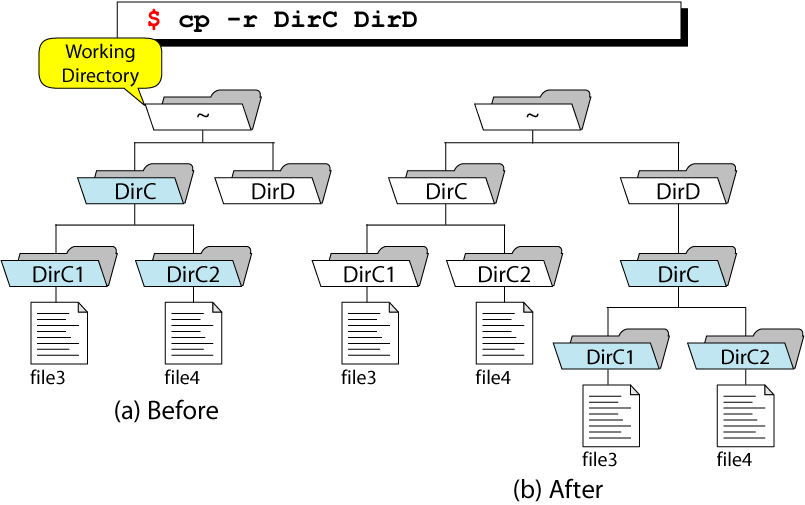 $ cp -r DirC DirD
Working
Directory
~
DirC
DirD
DirC1
DirC2
file3
file4
(a) Before
~
DirC
DirD
DirC1
DirC2
DirC
file3
file4
DirC1
DirC2
file3
file4
(b) After